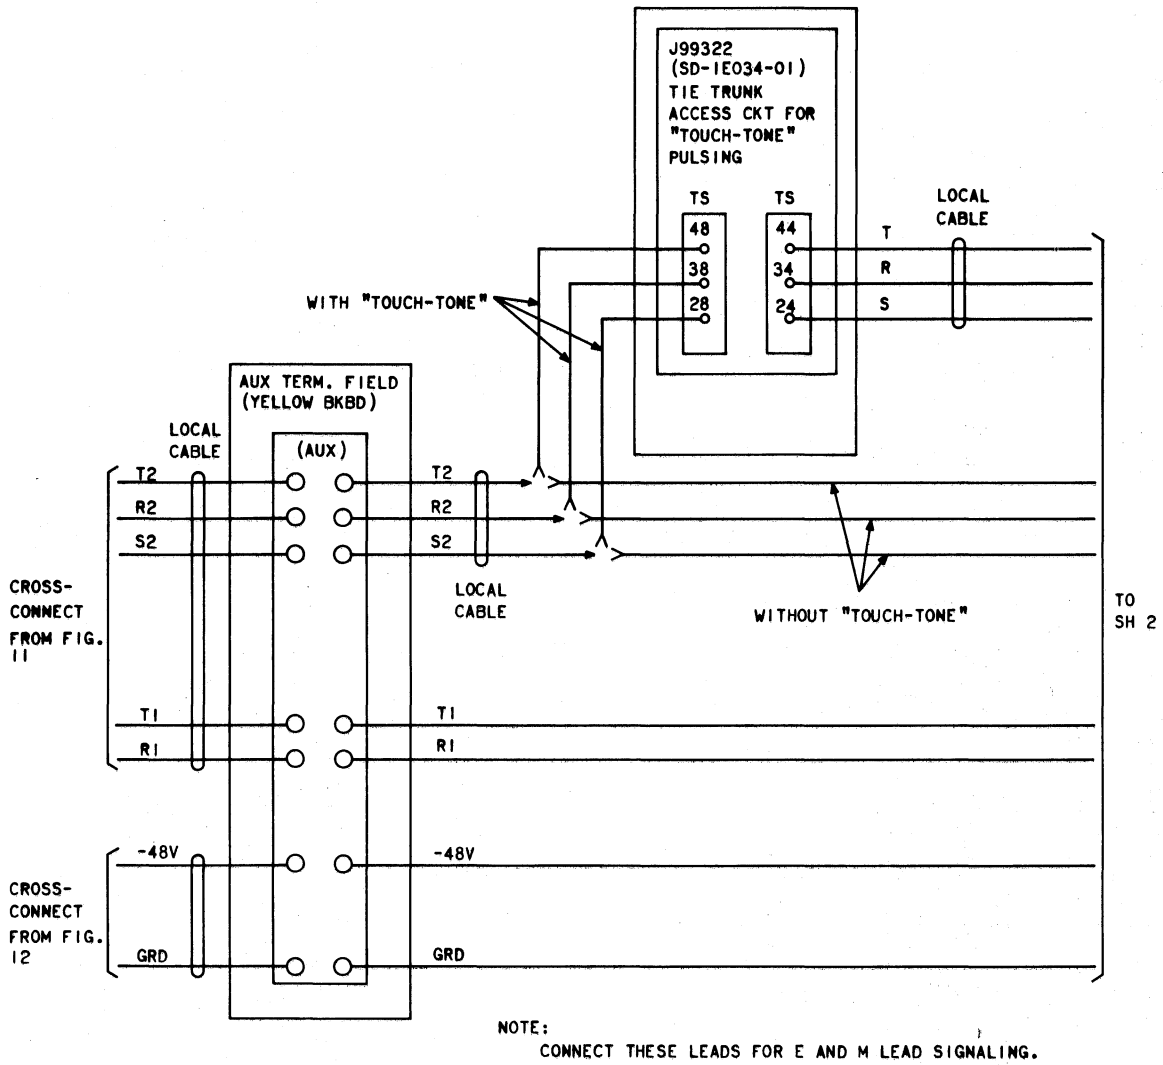 J99322
(SD-1E034-01)
TIE TRUNK
ACCESS CKT FOR
"TOUCH-TONE"
PULSING
TS
TS
48
44
38
34
28
24
T
R
S
LOCAL
CABLE
WITH "TOUCH-TONE"
AUX TERM. FIELD
(YELLOW BKBD)
(AUX)
LOCAL
CABLE
T2
R2
S2
T2
R2
S2
LOCAL
CABLE
CROSS-
CONNECT
FROM FIG.
11
WITHOUT "TOUCH-TONE"
TO
SH 2
T1
R1
T1
R1
-48V
-48V
CROSS-
CONNECT
FROM FIG.
12
GRD
GRD
NOTE:
CONNECT THESE LEADS FOR E AND M LEAD SIGNALING.